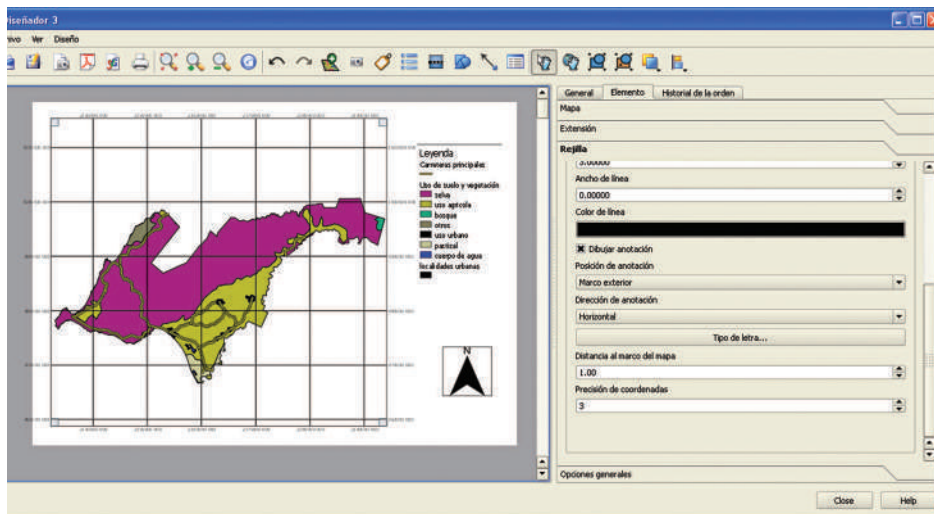 Diseñador 3
Ver Diseño
General Elemento Historial de la orden
Mapa
Extensión
Rejilla
3.00000
Ancho de línea
0.00000
Color de línea
Dibujar anotación
Posición de anotación
Marco exterior
Dirección de anotación
Horizontal
Tipo de letra...
Distancia al marco del mapa
1.00
Precisión de coordenadas
3
Opciones generales
Close Help
Leyenda
Carreteras principales
Uso de suelo y vegetación
selva
uso agrícola
bosque
otros
uso urbano
pastizal
cuerpo de agua
localidades urbanas
N